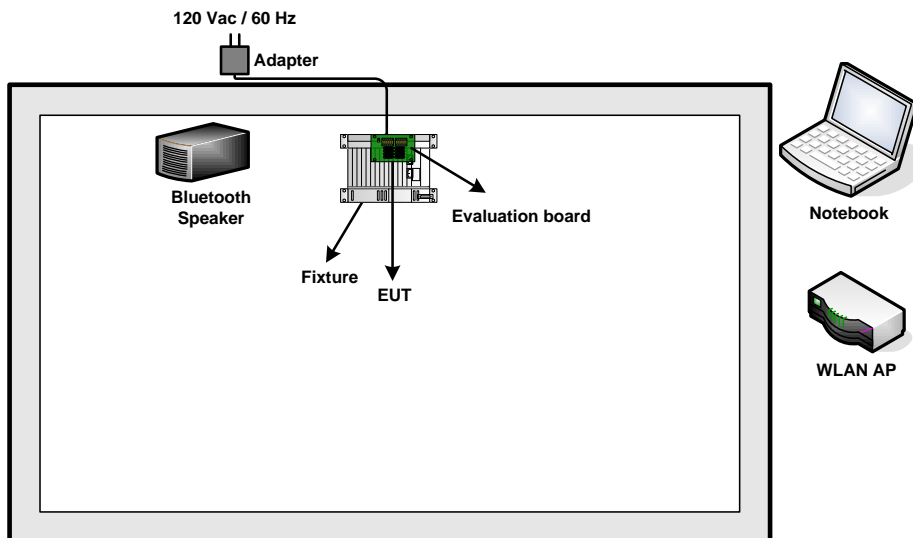 120 Vac / 60 Hz
Adapter
Bluetooth
Speaker
Evaluation board
Fixture
EUT
Notebook
WLAN AP